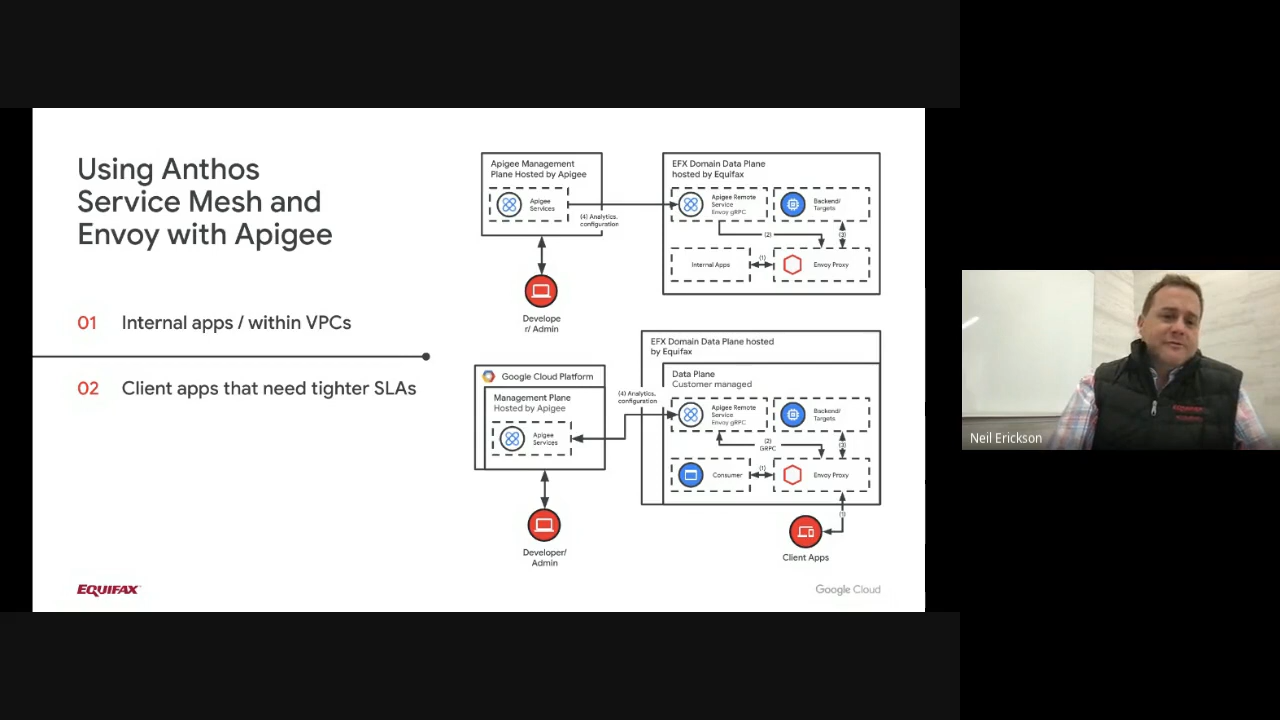 Using Anthos
Service Mesh and
Envoy with Apigee
01 Internal apps / within VPCs
02 Client apps that need tighter SLAs
Apigee Management
Plane Hosted by Apigee
Apigee
Services
(4) Analytics,
configuration
Develope
r/ Admin
EFX Domain Data Plane
hosted by Equifax
Apigee Remote
Service
Envoy gRPC
Backend/
Targets
(2)
(3)
Internal Apps
(1)
Envoy Proxy
Google Cloud Platform
Management Plane
Hosted by Apigee
Apigee
Services
(4) Analytics,
configuration
Developer/
Admin
EFX Domain Data Plane hosted
by Equifax
Data Plane
Customer managed
Apigee Remote
Service
Envoy gRPC
Backend/
Targets
(2)
GRPC
(3)
Consumer
(1)
Envoy Proxy
(1)
Client Apps
EQUIFAX
Google Cloud
Neil Erickson